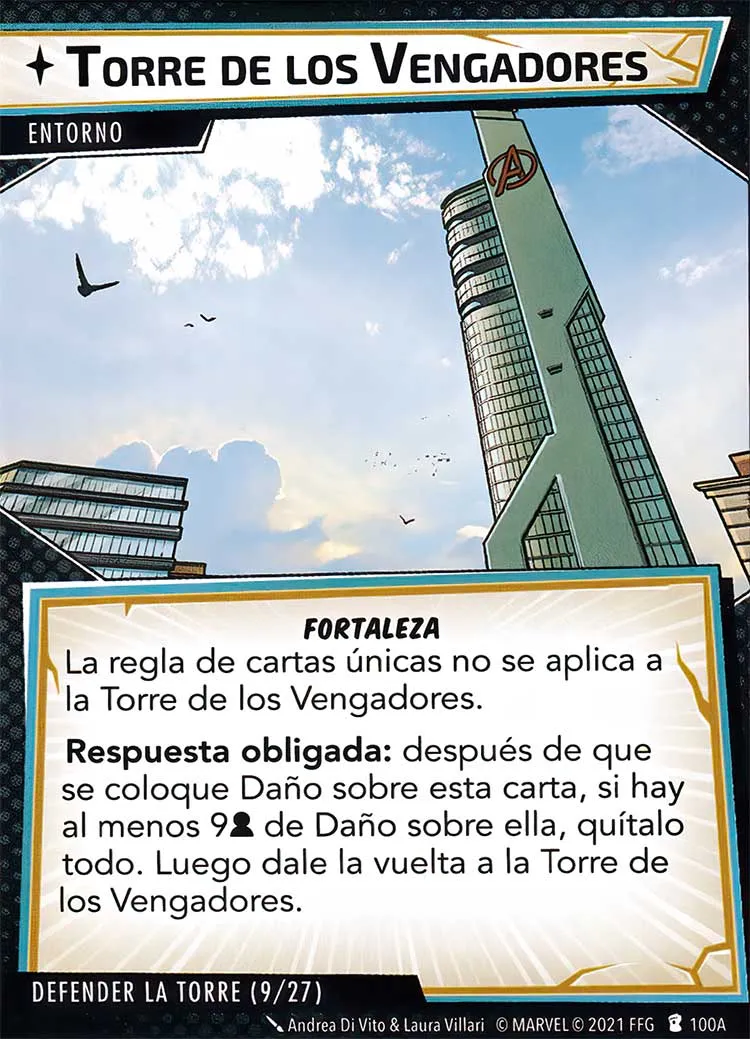 TORRE DE LOS VENGADORES
ENTORNO
A
FORTALEZA
La regla de cartas únicas no se aplica a
la Torre de los Vengadores.
Respuesta obligada: después de que
se coloque Daño sobre esta carta, si hay
al menos 9 de Daño sobre ella, quítalo
todo. Luego dale la vuelta a la Torre de
los Vengadores.
DEFENDER LA TORRE (9/27)
Andrea Di Vito & Laura Villari © MARVEL © 2021 FFG 100A